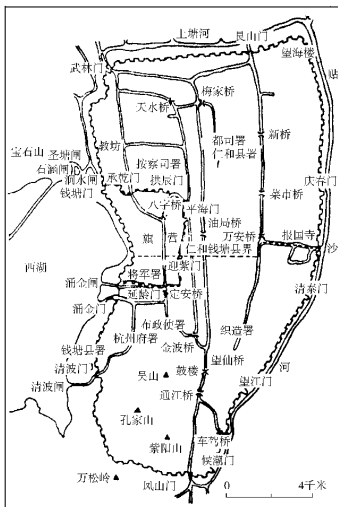 上塘河
艮山门
望海楼
武林门
贴
天水桥
梅家桥
宝石山
圣塘闸
石涵闸
涧水闸
钱塘门
教坊
按察司署
都司署
仁和县署
新桥
承乾门
拱辰门
庆春门
八字桥
平海门
菜市桥
旗营
油局桥
万安桥
报国寺
沙
仁和钱塘县界
西湖
迎紫门
清泰门
将军署
涌金闸
延龄门
定安桥
涌金门
布政使署
织造署
杭州府署
金波桥
钱塘县署
望仙桥
清波门
鼓楼
望江门
河
吴山
清波闸
通江桥
孔家山
车驾桥
紫阳山
候潮门
万松岭
凤山门
0 4千米